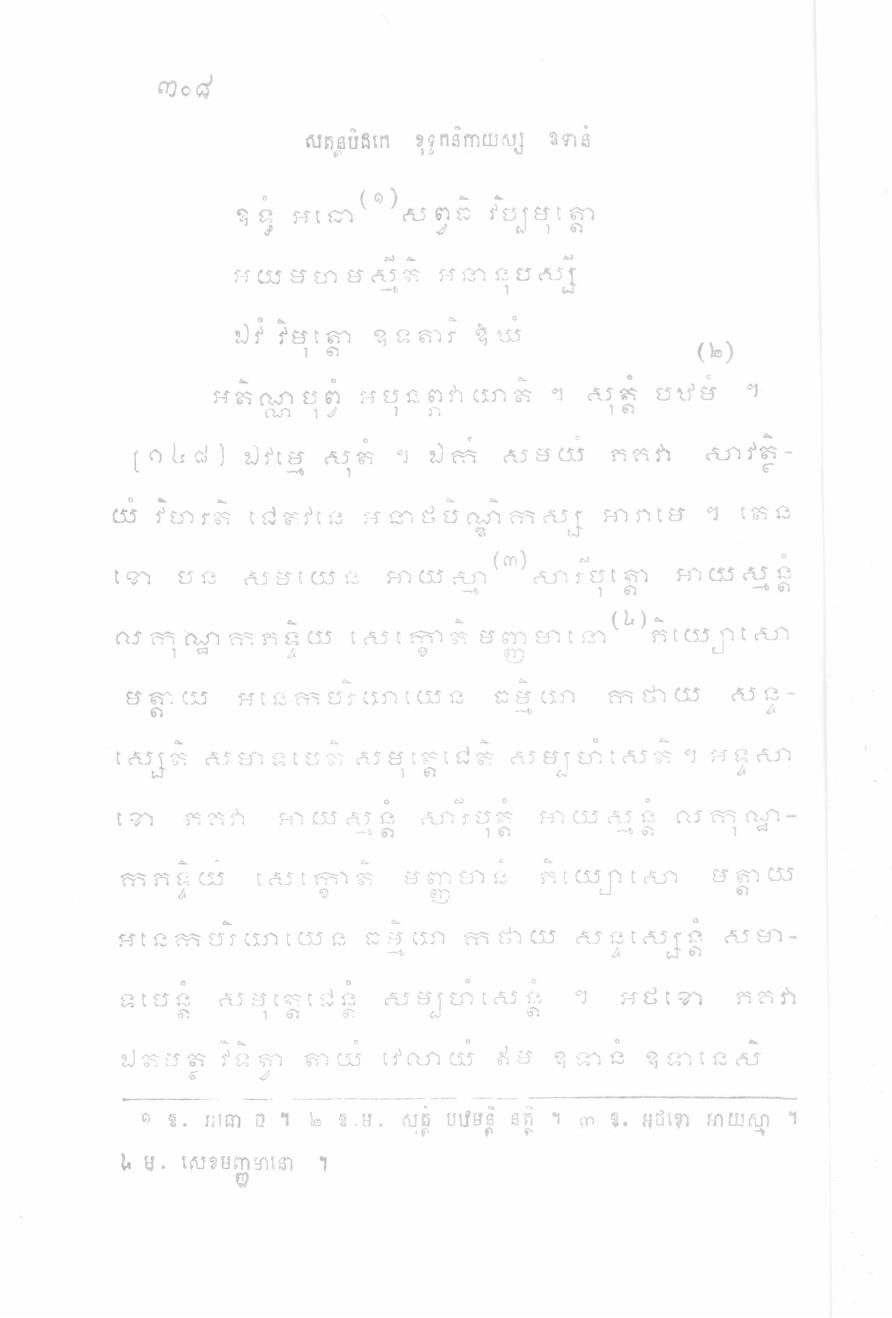 ៣០៨
សុត្តន្តបិដកេ ខុទ្ទកនិកាយស្ស ឧទានំ
ឧទ្ធំ អធោ(១)សព្វធិ វិប្បមុត្តោ
អយមហមស្មីតិ អនានុបស្សី
ឯវំ វិមុត្តោ ឧទតារិ ឱឃំ
(២)
អតិណ្ណបុព្វំ អបុនព្ភវាយាតិ ។ សុត្តំ បឋមំ ។
[១៤៨] ឯវម្មេ សុតំ ។ ឯកំ សមយំ ភគវា សាវត្ថិ-
យំ វិហរតិ ជេតវនេ អនាថបិណ្ឌិកស្ស អារាមេ ។ តេន
ខោ បន សមយេន អាយស្មា(៣)សារីបុត្តោ អាយស្មន្តំ
លកុណ្ឋកភទ្ទិយំ សេក្ខោតិ មញ្ញមានោ(៤)ភិយ្យោសោ
មត្តាយ អនេកបរិយាយេន ធម្មិយា កថាយ សន្ទ-
ស្សេតិ សមាទបេតិ សមុត្តេជេតិ សម្បហំសេតិ ។ អទ្ទសា
ខោ ភគវា អាយស្មន្តំ សារីបុត្តំ អាយស្មន្តំ លកុណ្ឋ-
កភទ្ទិយំ សេក្ខោតិ មញ្ញមានំ ភិយ្យោសោ មត្តាយ
អនេកបរិយាយេន ធម្មិយា កថាយ សន្ទស្សេន្តំ សមា-
ទបេន្តំ សមុត្តេជេន្តំ សម្បហំសេន្តំ ។ អថខោ ភគវា
ឯតមត្ថំ វិទិត្វា តាយំ វេលាយំ ឥមំ ឧទានំ ឧទានេសិ
១ ឱ. អធោ ច ។ ២ ឱ.ម. សុត្តំ បឋមន្តិ នត្ថិ ។ ៣ ឱ. អថខោ អាយស្មា ។
៤ ម. សេខមញ្ញមានោ ។